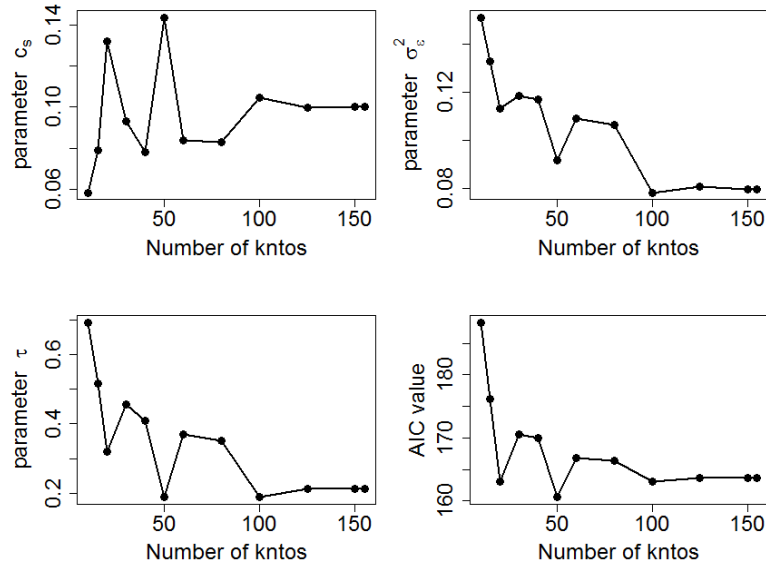 parameter c_s
0.06 0.10 0.14
50 100 150
Number of kntos
parameter σ_ε^2
0.08 0.12
50 100 150
Number of kntos
parameter τ
0.2 0.4 0.6
50 100 150
Number of kntos
AIC value
160 170 180
50 100 150
Number of kntos